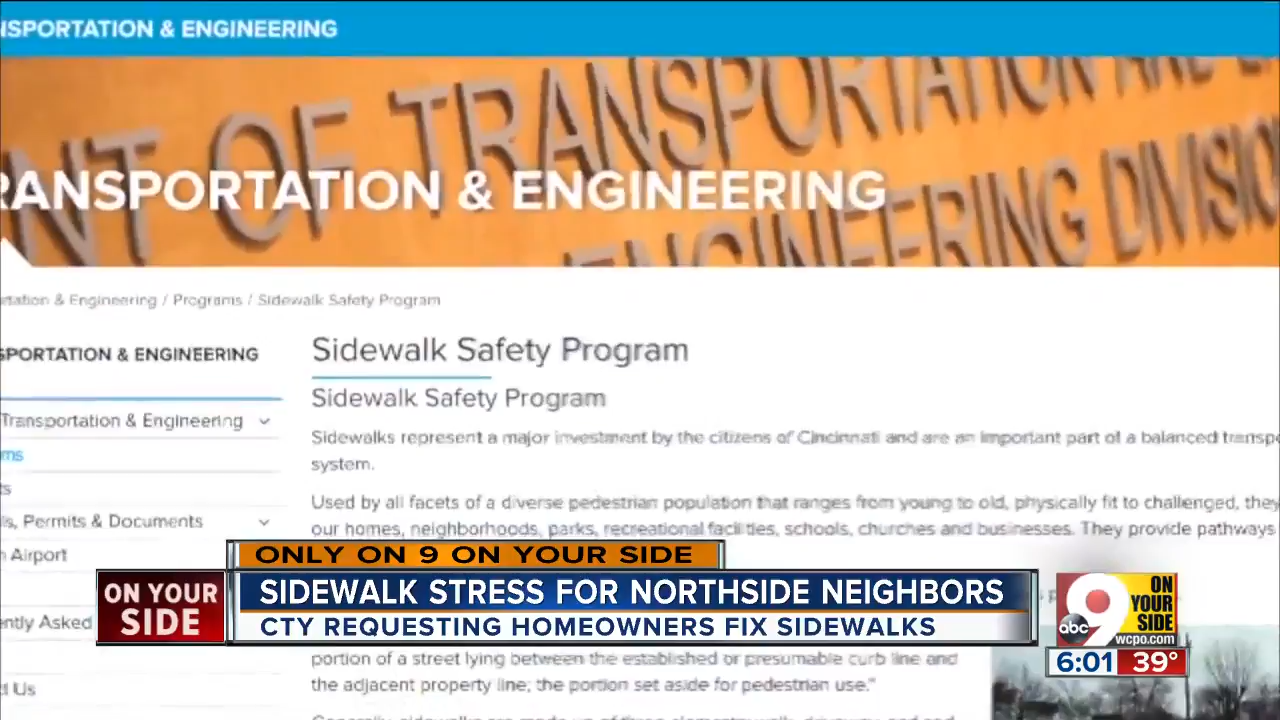 NSPORTATION & ENGINEERING
NT OF TRANSPORTATION AND E
ENGINEERING DIVISIO
RANSPORTATION & ENGINEERING
rtation & Engineering / Programs / Sidewalk Safety Program
SPORTATION & ENGINEERING
Transportation & Engineering
ms
ts
ls, Permits & Documents
n Airport
ently Asked
t Us
Sidewalk Safety Program
Sidewalk Safety Program
Sidewalks represent a major investment by the citizens of Cincinnati and are an important part of a balanced transpo
system.
Used by all facets of a diverse pedestrian population that ranges from young to old, physically fit to challenged, they
our homes, neighborhoods, parks, recreational facilities, schools, churches and businesses. They provide pathways
portion of a street lying between the established or presumable curb line and
the adjacent property line; the portion set aside for pedestrian use."
ONLY ON 9 ON YOUR SIDE
ON YOUR
SIDE
SIDEWALK STRESS FOR NORTHSIDE NEIGHBORS
CTY REQUESTING HOMEOWNERS FIX SIDEWALKS
abc
9
ON
YOUR
SIDE
wcpo.com
6:01 39°